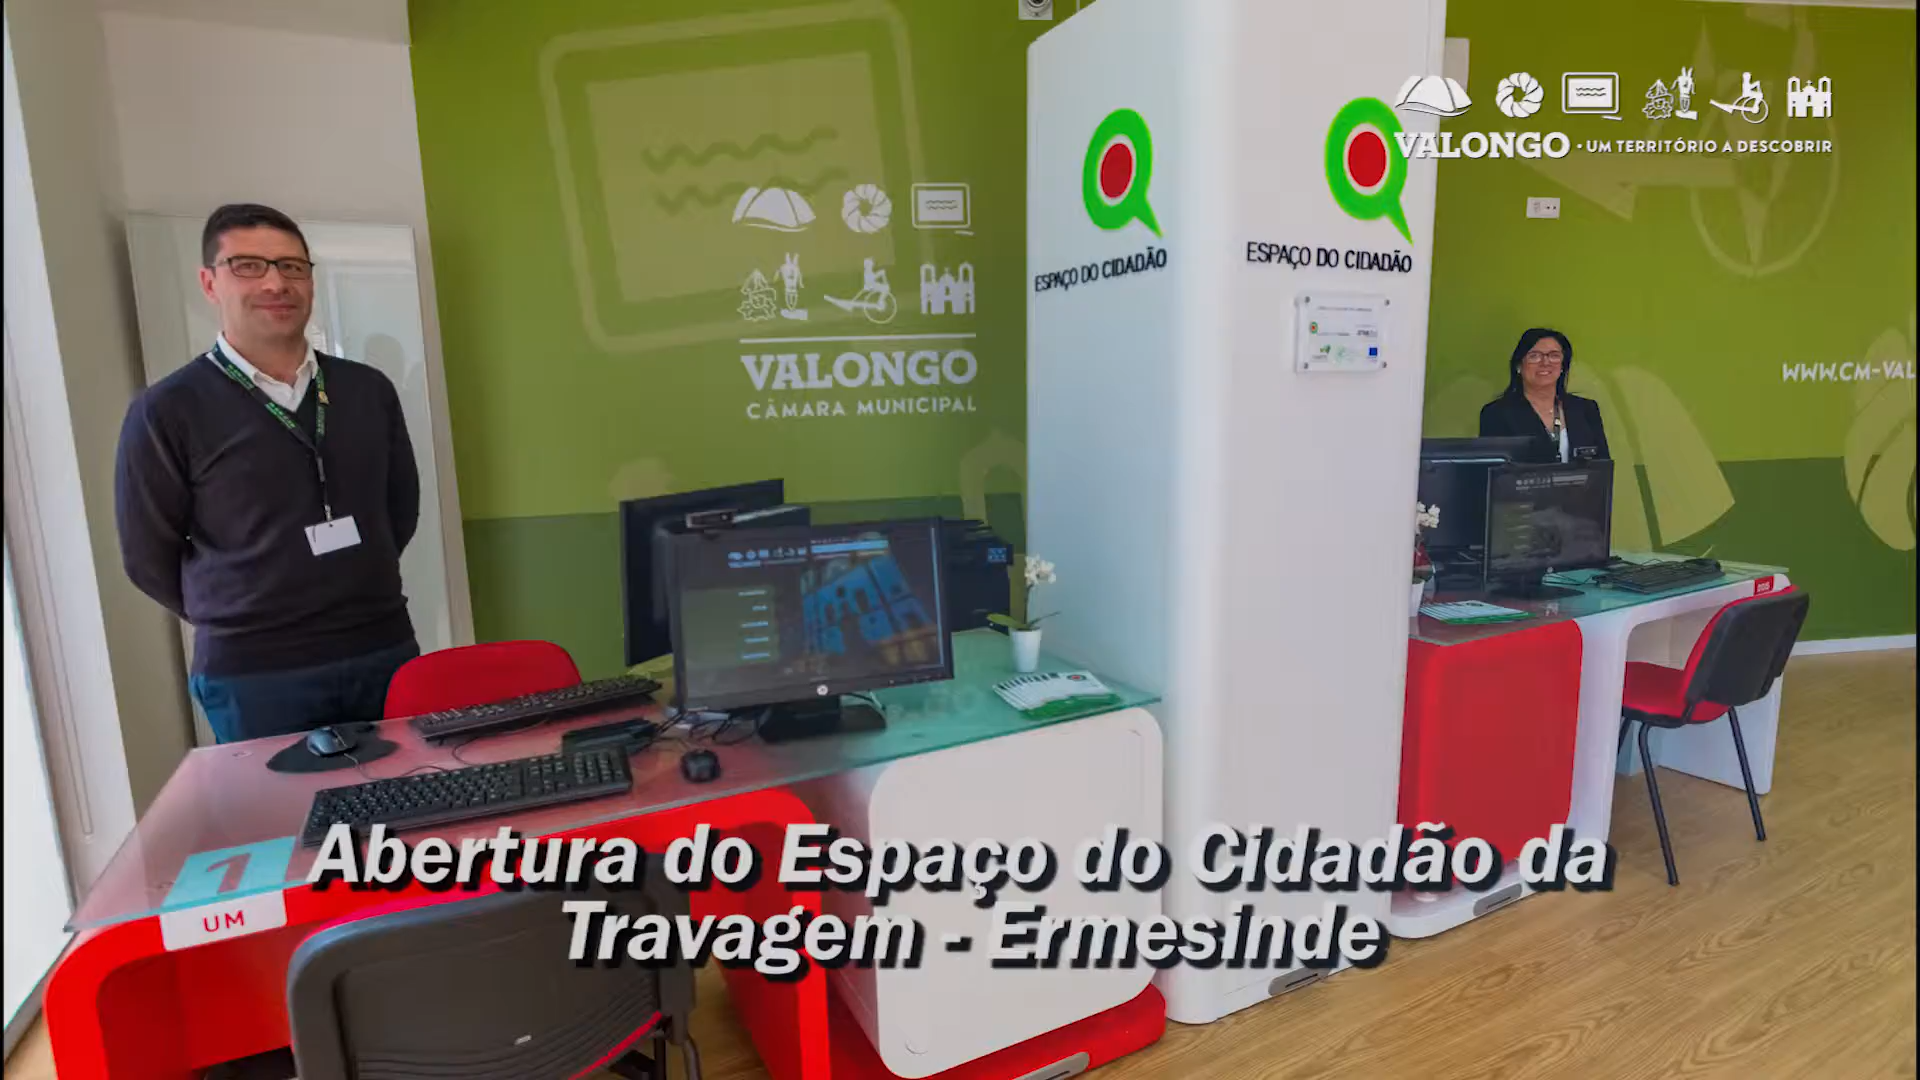 VALONGO • UM TERRITÓRIO A DESCOBRIR
ESPAÇO DO CIDADÃO
ESPAÇO DO CIDADÃO
VALONGO
CÂMARA MUNICIPAL
WWW.CM-VAL
1
UM
Abertura do Espaço do Cidadão da
Travagem - Ermesinde